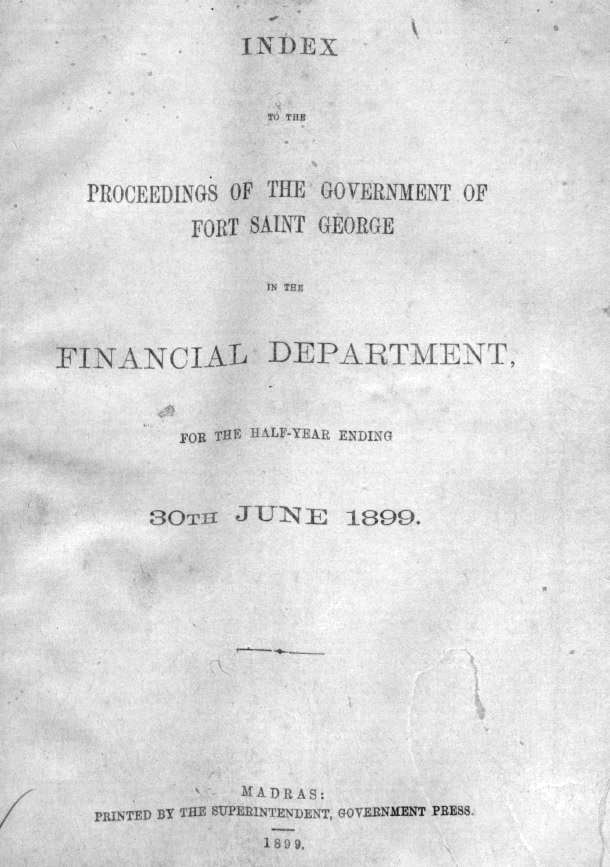 INDEX
TO THE
PROCEEDINGS OF THE GOVERNMENT OF
FORT SAINT GEORGE
IN THE
FINANCIAL DEPARTMENT,
FOR THE HALF-YEAR ENDING
30TH JUNE 1899.
MADRAS:
PRINTED BY THE SUPERINTENDENT, GOVERNMENT PRESS.
1899.